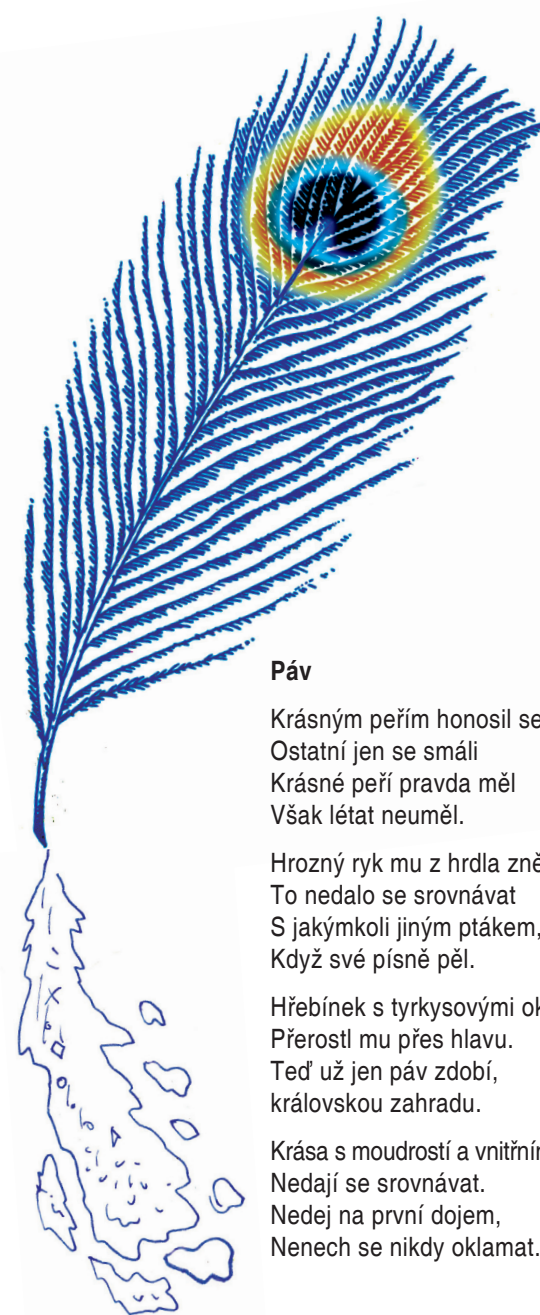 Páv
Krásným peřím honosil se
Ostatní jen se smáli
Krásné peří pravda měl
Však létat neuměl.
Hrozný ryk mu z hrdla
To nedalo se srovnávat
S jakýmkoli jiným ptákem,
Když své písně pěl.
Hřebínek s tyrkysovými
Přerostl mu přes hlavu.
Teď už jen páv zdobí,
královskou zahradu.
Krása s moudrostí a
Nedají se srovnávat.
Nedej na první dojem,
Nenech se nikdy oklamat.